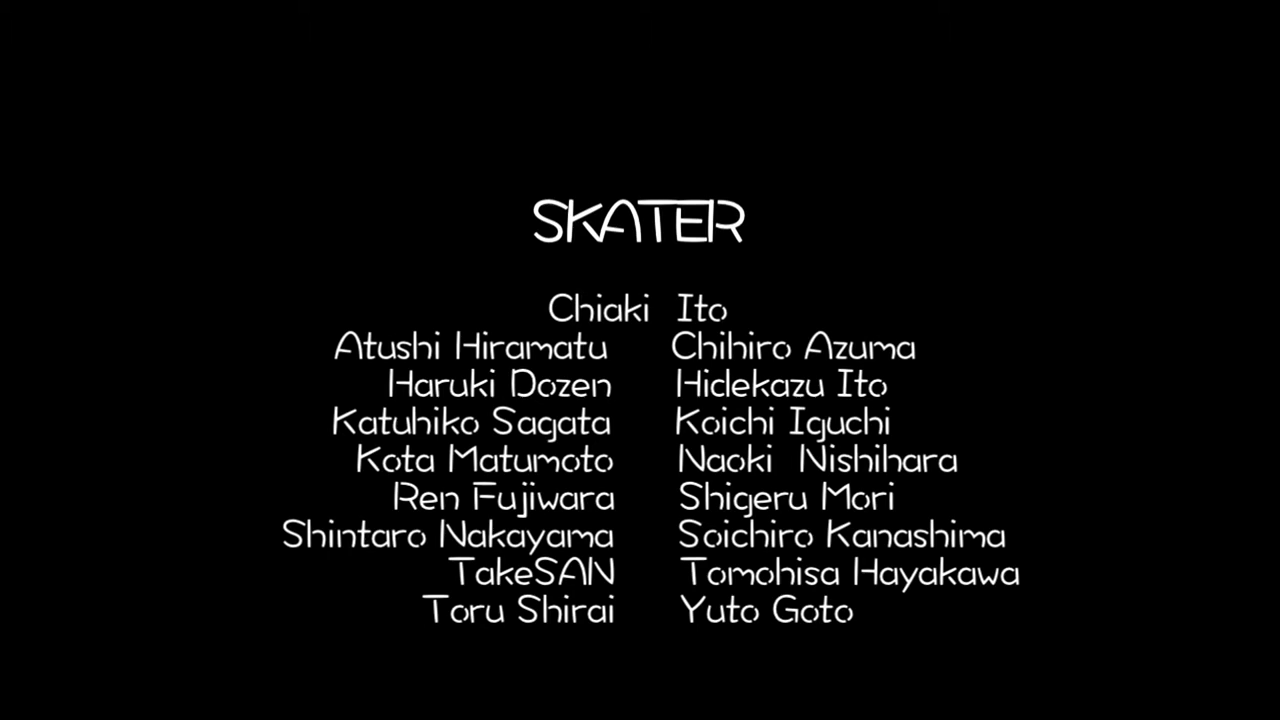 SKATER
Chiaki Ito
Atushi Hiramatu Chihiro Azuma
Haruki Dozen Hidekazu Ito
Katuhiko Sagata Koichi Iguchi
Kota Matumoto Naoki Nishihara
Ren Fujiwara Shigeru Mori
Shintaro Nakayama Soichiro Kanashima
TakeSAN Tomohisa Hayakawa
Toru Shirai Yuto Goto